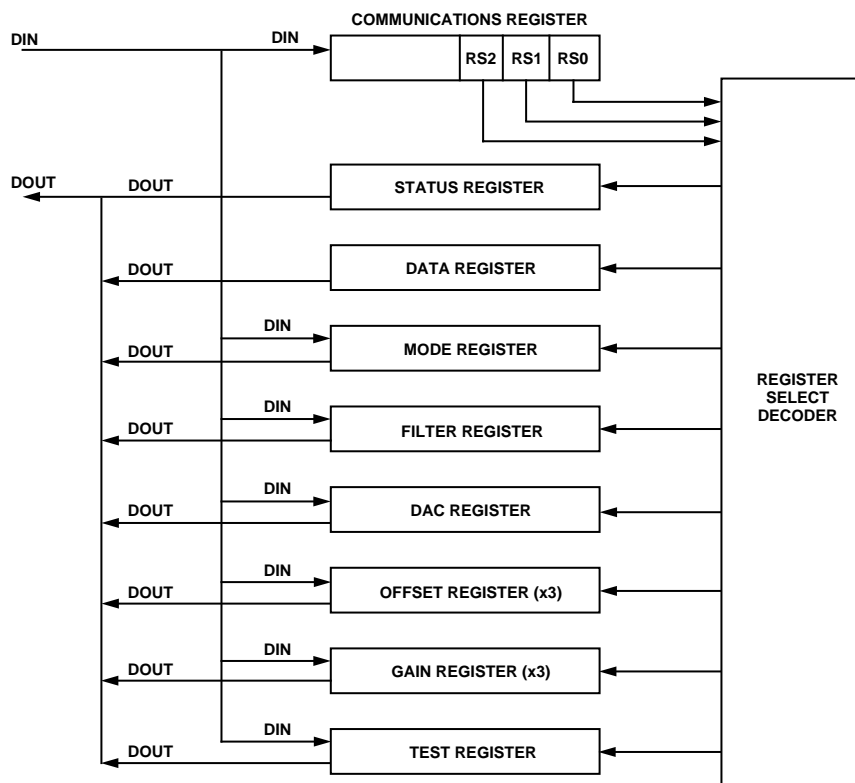 COMMUNICATIONS REGISTER
DIN
DIN
RS2 RS1 RS0
DOUT
DOUT
STATUS REGISTER
DOUT
DATA REGISTER
DIN
DOUT
MODE REGISTER
REGISTER
SELECT
DECODER
DIN
DOUT
FILTER REGISTER
DIN
DOUT
DAC REGISTER
DIN
DOUT
OFFSET REGISTER (x3)
DIN
DOUT
GAIN REGISTER (x3)
DIN
DOUT
TEST REGISTER